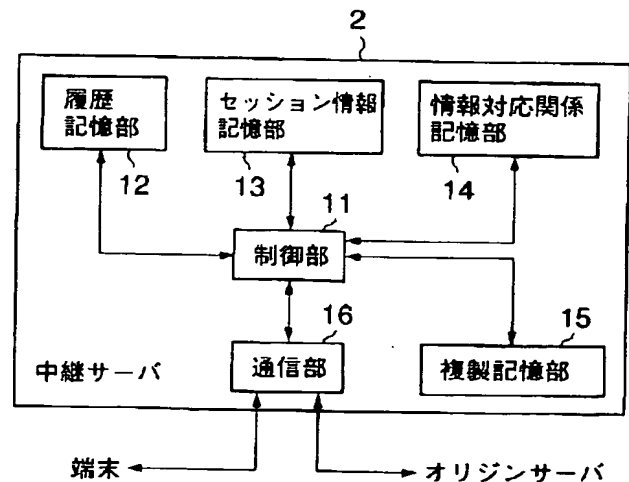 2
履歴
記憶部
12
セッション情報
記憶部
13
情報対応関係
記憶部
14
11
制御部
16
通信部
15
複製記憶部
中継サーバ
端末
オリジンサーバ